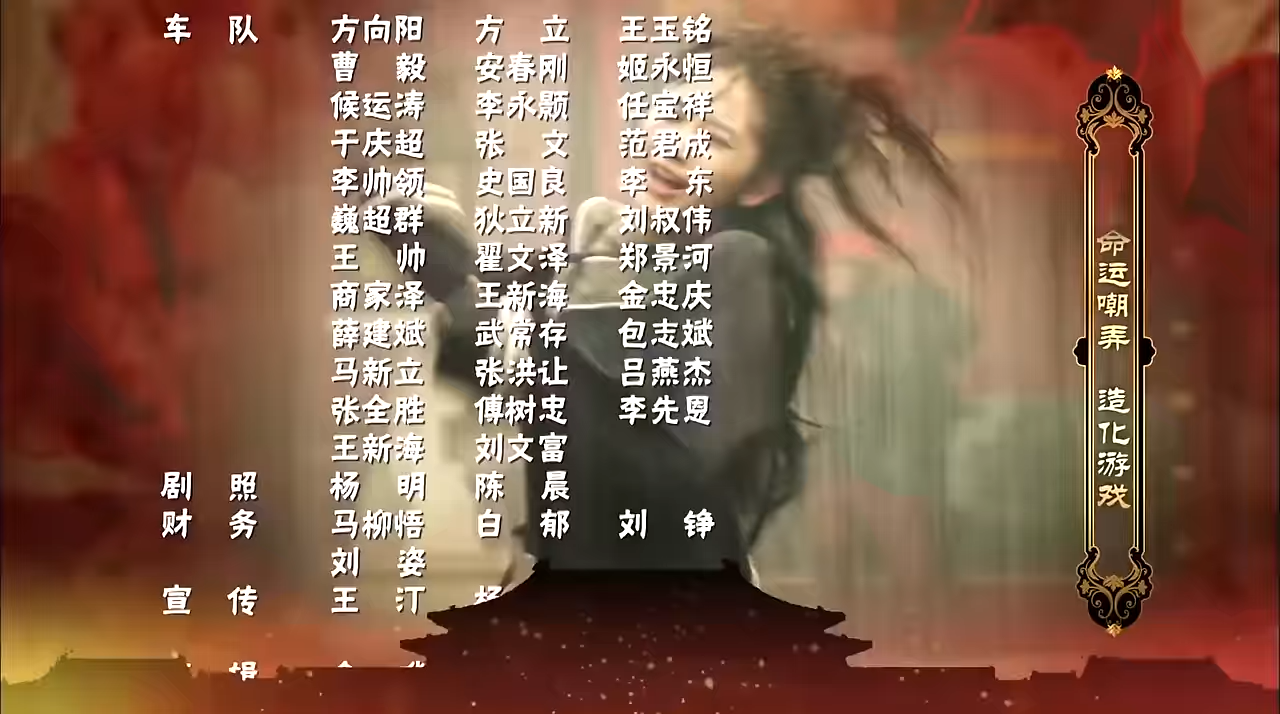 车队 方向阳 方立 王玉铭
曹毅 安春刚 姬永恒
候运涛 李永颢 任宝祥
干庆超 张文 范君成
李帅领 史国良 李东
巍超群 狄立新 刘叔伟
王帅 翟文泽 郑景河
商家泽 王新海 金忠庆
薛建斌 武常存 包志斌
马新立 张洪让 吕燕杰
张全胜 傅树忠 李先恩
王新海 刘文富
剧照 杨明 陈晨
财务 马柳悟 白郁 刘铮
刘姿
宣传 王汀
命运嘲弄 造化游戏